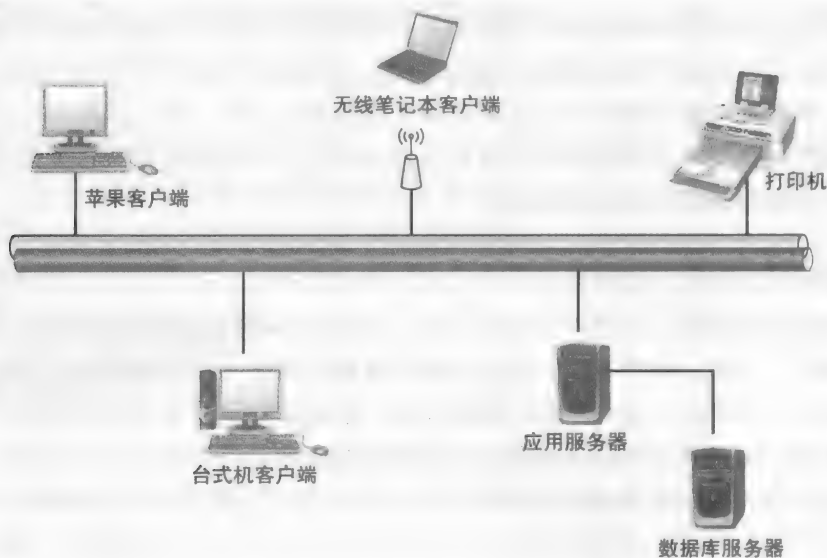 无线笔记本客户端
苹果客户端
打印机
台式机客户端
应用服务器
数据库服务器